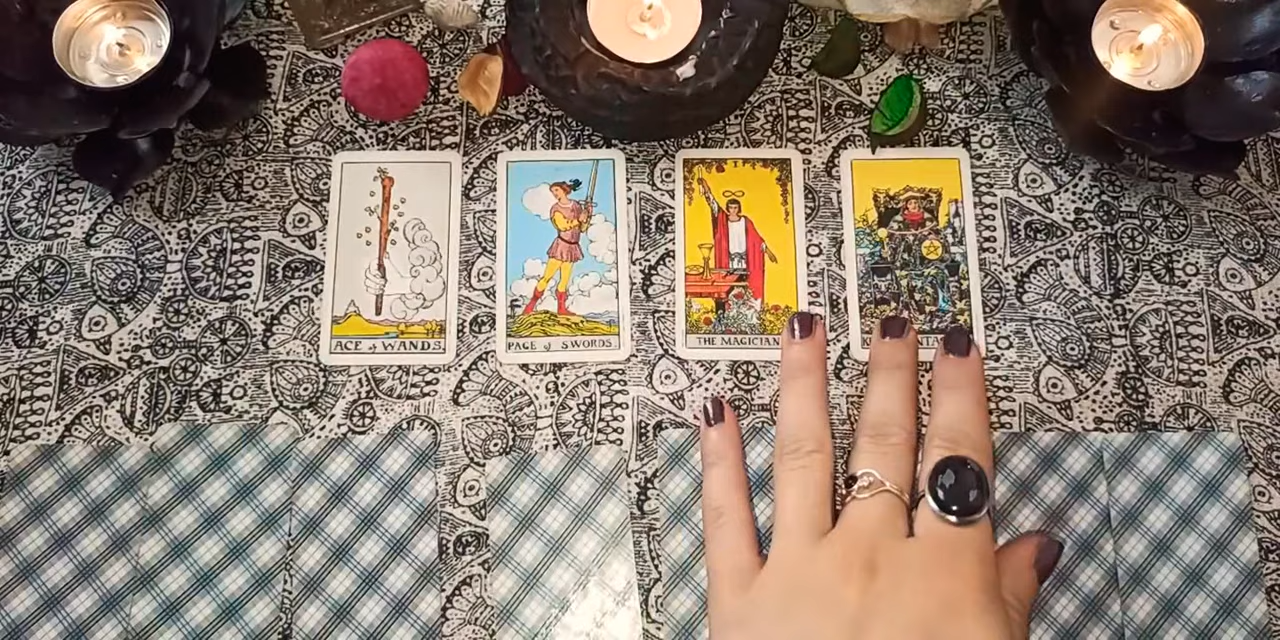 ACE of WANDS.
PAGE of SWORDS.
I
THE MAGICIAN